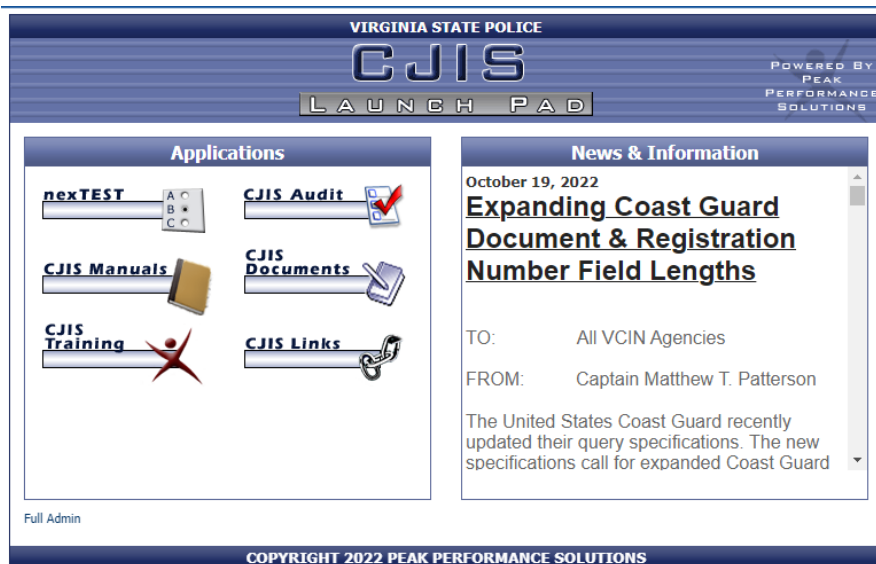 VIRGINIA STATE POLICE
CJIS
LAUNCH PAD
POWERED BY
PEAK
PERFORMANCE
SOLUTIONS
Applications
nexTEST
A
B
C
CJIS Audit
CJIS Manuals
CJIS
Documents
CJIS
Training
CJIS Links
News & Information
October 19, 2022
Expanding Coast Guard
Document & Registration
Number Field Lengths
TO: All VCIN Agencies
FROM: Captain Matthew T. Patterson
The United States Coast Guard recently
updated their query specifications. The new
specifications call for expanded Coast Guard
Full Admin
COPYRIGHT 2022 PEAK PERFORMANCE SOLUTIONS